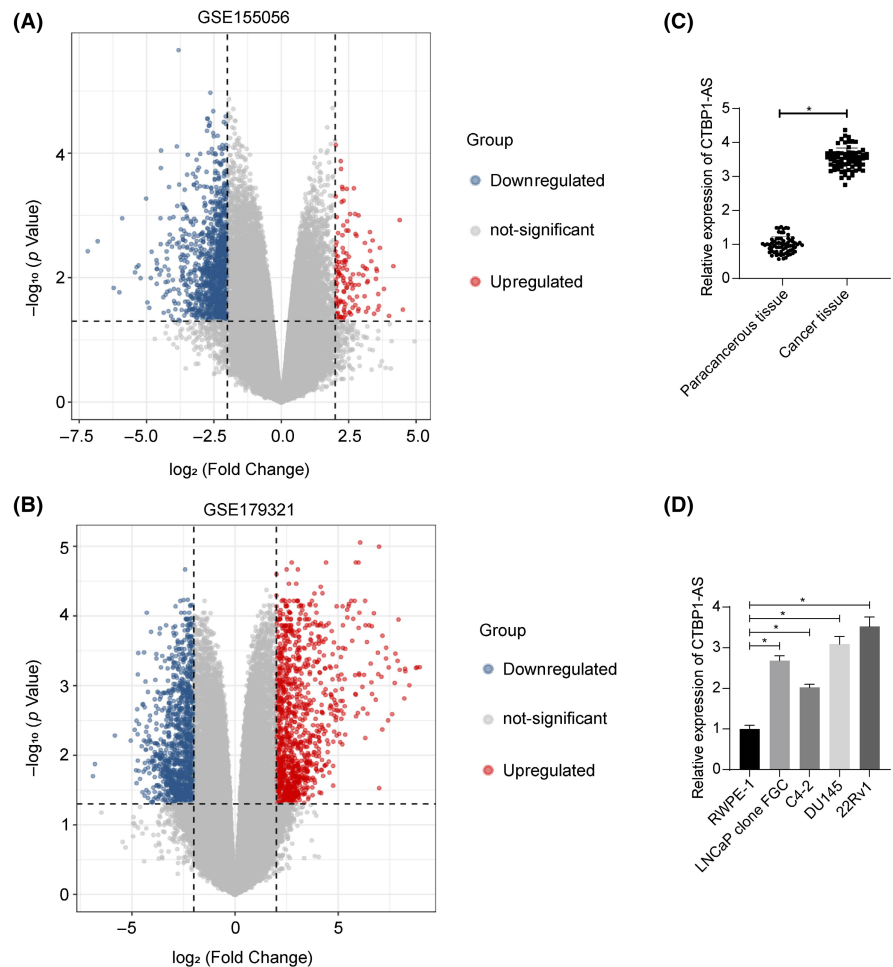 (A)
GSE155056
−log₁₀ (p Value)
4
2
0
−7.5 −5.0 −2.5 0.0 2.5 5.0
log₂ (Fold Change)
Group
Downregulated
not-significant
Upregulated
(C)
Relative expression of CTBP1-AS
5
4
3
2
1
0
*
Paracancerous tissue
Cancer tissue
(B)
GSE179321
−log₁₀ (p Value)
5
4
3
2
1
0
−5 0 5
log₂ (Fold Change)
Group
Downregulated
not-significant
Upregulated
(D)
Relative expression of CTBP1-AS
4
3
2
1
0
*
*
*
*
RWPE-1
LNCaP clone FGC
C4-2
DU145
22Rv1